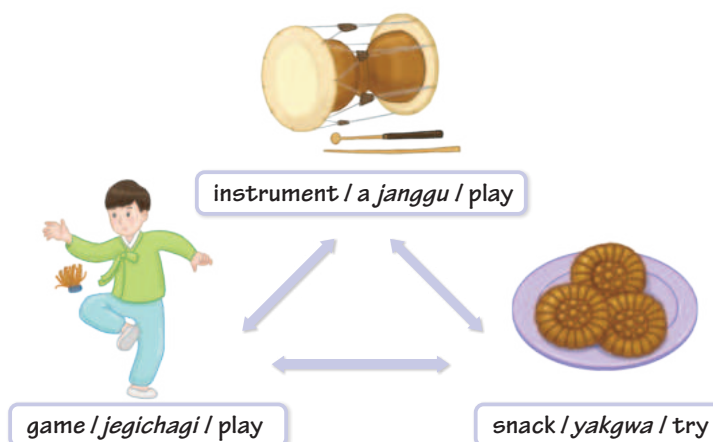 instrument / a janggu / play
game / jegichagi / play
snack / yakgwa / try